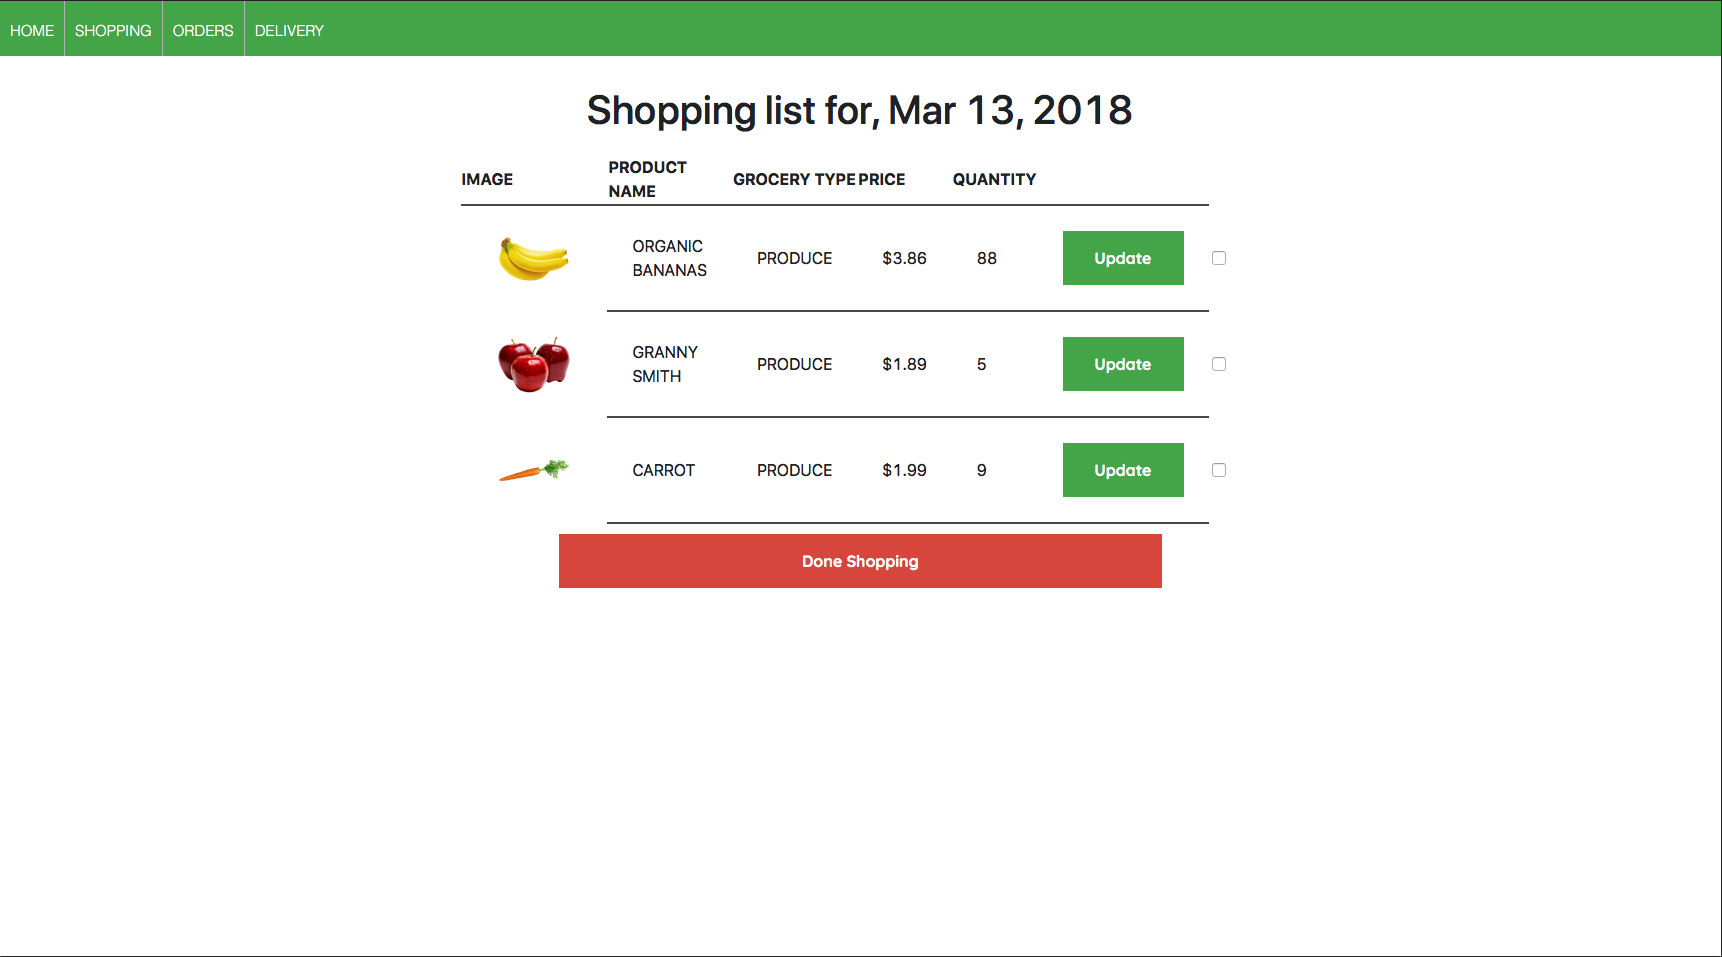 HOME SHOPPING ORDERS DELIVERY
Shopping list for, Mar 13, 2018
IMAGE PRODUCT NAME GROCERY TYPE PRICE QUANTITY
ORGANIC BANANAS PRODUCE $3.86 88 Update
GRANNY SMITH PRODUCE $1.89 5 Update
CARROT PRODUCE $1.99 9 Update
Done Shopping